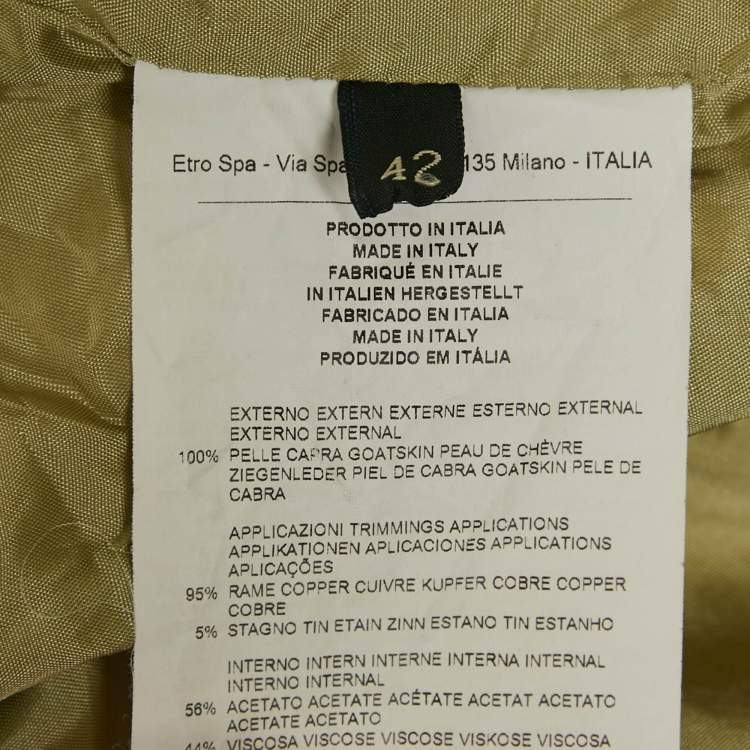 Etro Spa - Via Spa 135 Milano - ITALIA
42
PRODOTTO IN ITALIA
MADE IN ITALY
FABRIQUÉ EN ITALIE
IN ITALIEN HERGESTELLT
FABRICADO EN ITALIA
MADE IN ITALY
PRODUZIDO EM ITÁLIA
EXTERNO EXTERN EXTERNE ESTERNO EXTERNAL
EXTERNO EXTERNAL
100% PELLE CAPRA GOATSKIN PEAU DE CHÈVRE
ZIEGENLEDER PIEL DE CABRA GOATSKIN PELE DE
CABRA
APPLICAZIONI TRIMMINGS APPLICATIONS
APPLIKATIONEN APLICACIONES APPLICATIONS
APLICAÇÕES
95% RAME COPPER CUIVRE KUPFER COBRE COPPER
COBRE
5% STAGNO TIN ETAIN ZINN ESTANO TIN ESTANHO
INTERNO INTERN INTERNE INTERNA INTERNAL
INTERNO INTERNAL
56% ACETATO ACETATE ACÉTATE ACETAT ACETATO
ACETATE ACETATO
44% VISCOSA VISCOSE VISCOSE VISKOSE VISCOSA